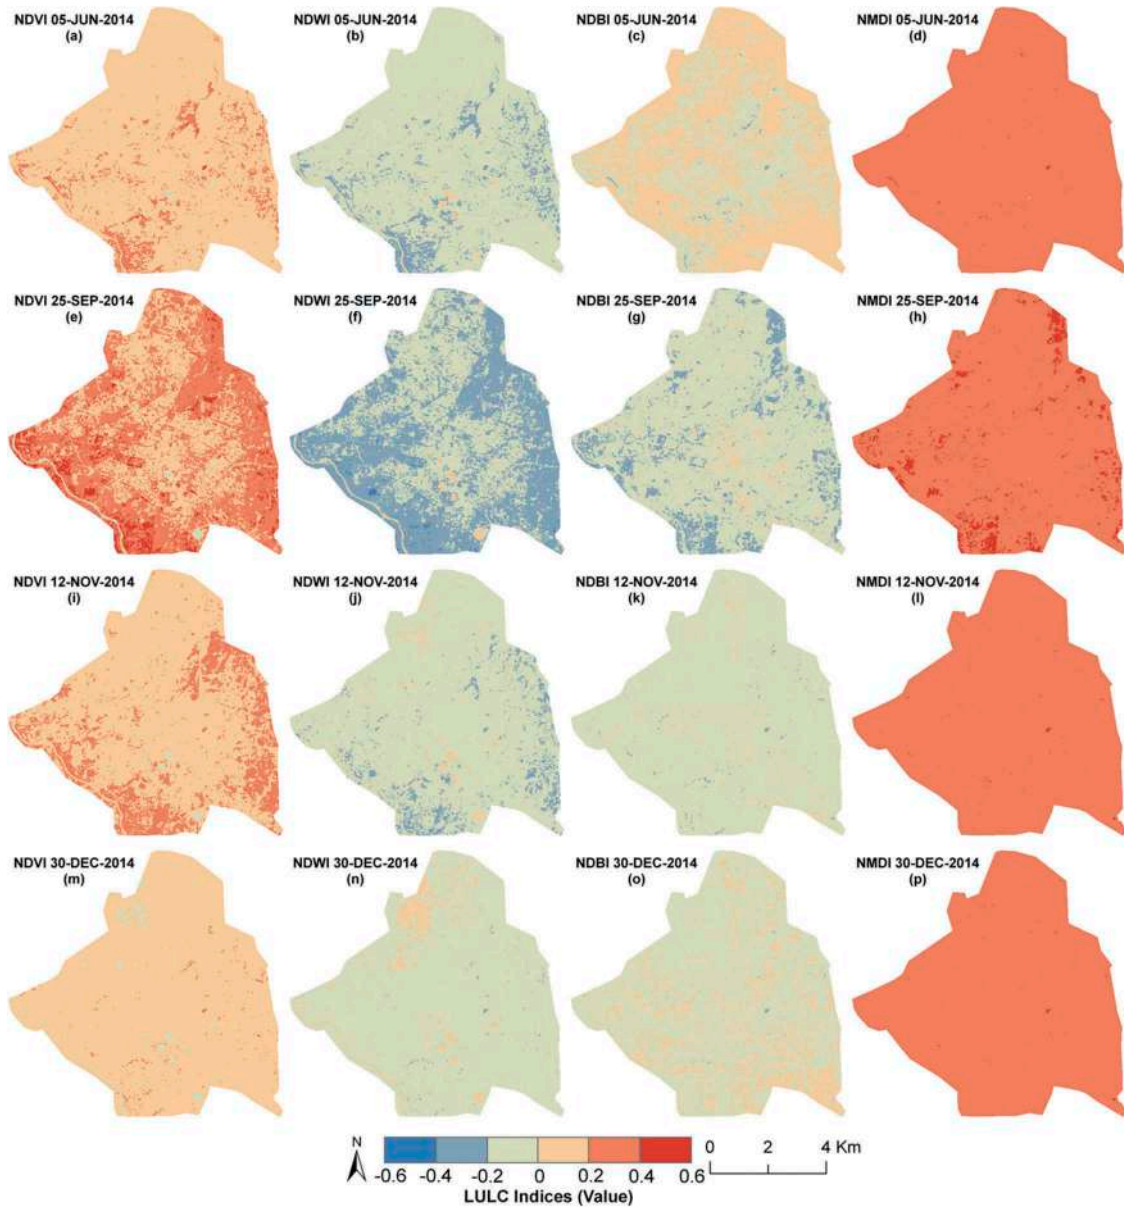 NDVI 05-JUN-2014
(a)
NDWI 05-JUN-2014
(b)
NDBI 05-JUN-2014
(c)
NMDI 05-JUN-2014
(d)
NDVI 25-SEP-2014
(e)
NDWI 25-SEP-2014
(f)
NDBI 25-SEP-2014
(g)
NMDI 25-SEP-2014
(h)
NDVI 12-NOV-2014
(i)
NDWI 12-NOV-2014
(j)
NDBI 12-NOV-2014
(k)
NMDI 12-NOV-2014
(l)
NDVI 30-DEC-2014
(m)
NDWI 30-DEC-2014
(n)
NDBI 30-DEC-2014
(o)
NMDI 30-DEC-2014
(p)
N
0 2 4 Km
-0.6 -0.4 -0.2 0 0.2 0.4 0.6
LULC Indices (Value)